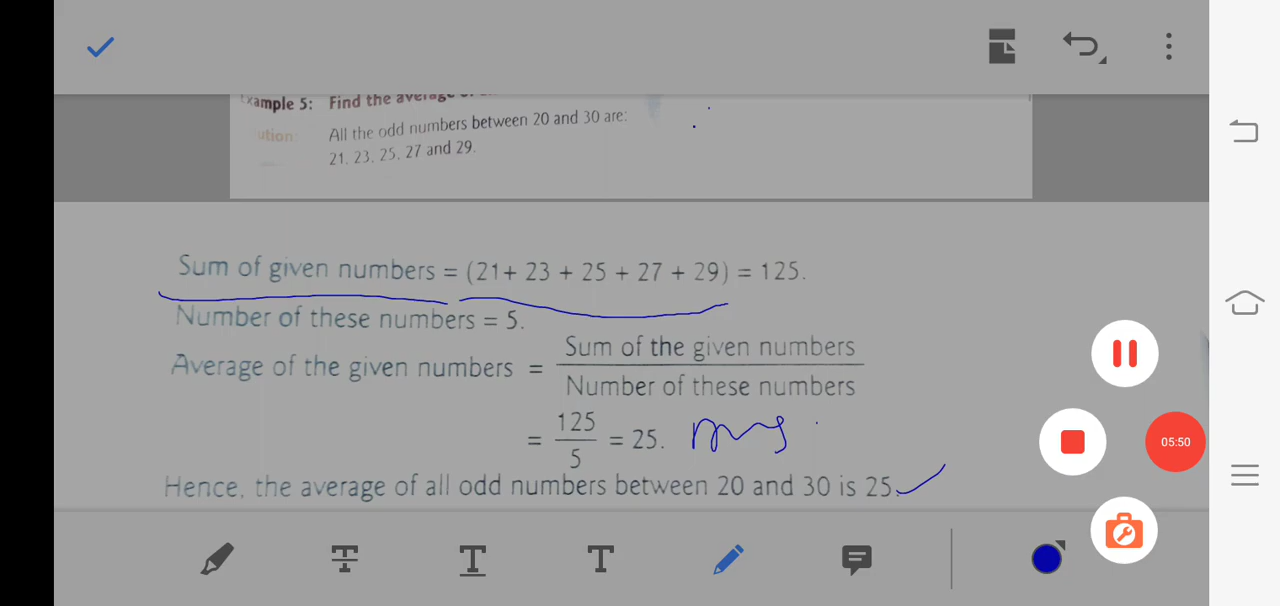 Example 5: Find the average of
ution: All the odd numbers between 20 and 30 are:
21, 23, 25, 27 and 29.
Sum of given numbers = (21+ 23 + 25 + 27 + 29) = 125.
Number of these numbers = 5.
Average of the given numbers = Sum of the given numbers
Number of these numbers
= 125
5 = 25.
Hence, the average of all odd numbers between 20 and 30 is 25.
T T T
05:50